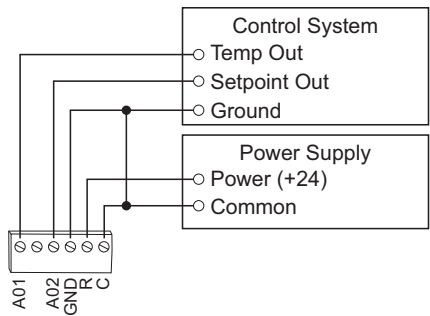 Control System
Temp Out
Setpoint Out
Ground
Power Supply
Power (+24)
Common
A01
A02
GND
R
C